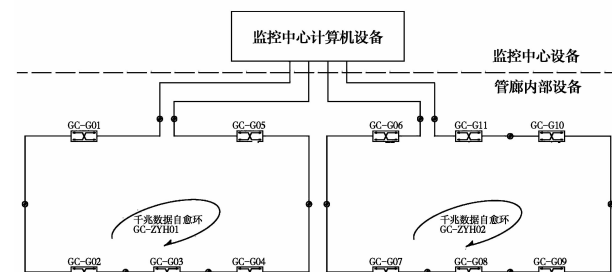 监控中心计算机设备
监控中心设备
管廊内部设备
GC-G01
GC-G05
GC-G06
GC-G11
GC-G10
千兆数据自愈环
GC-ZYH01
千兆数据自愈环
GC-ZYH02
GC-G02
GC-G03
GC-G04
GC-G07
GC-G08
GC-G09